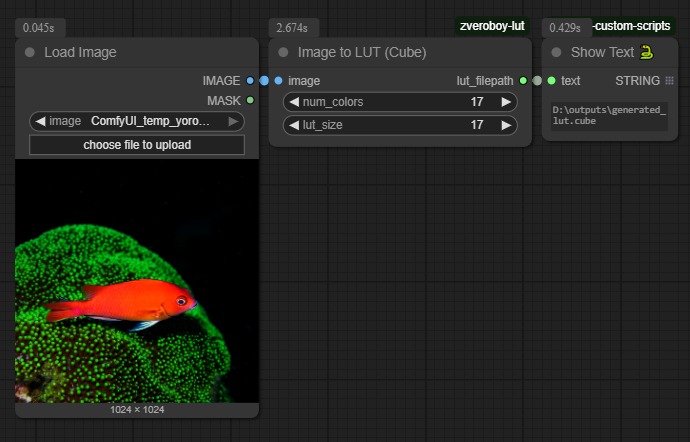 0.045s
2.674s
zveroboy-lut
0.429s
-custom-scripts
Load Image
Image to LUT (Cube)
Show Text
IMAGE
MASK
image
lut_filepath
text
STRING
image ComfyUI_temp_yoro...
choose file to upload
num_colors 17
lut_size 17
D:\outputs\generated_
lut.cube
1024 × 1024